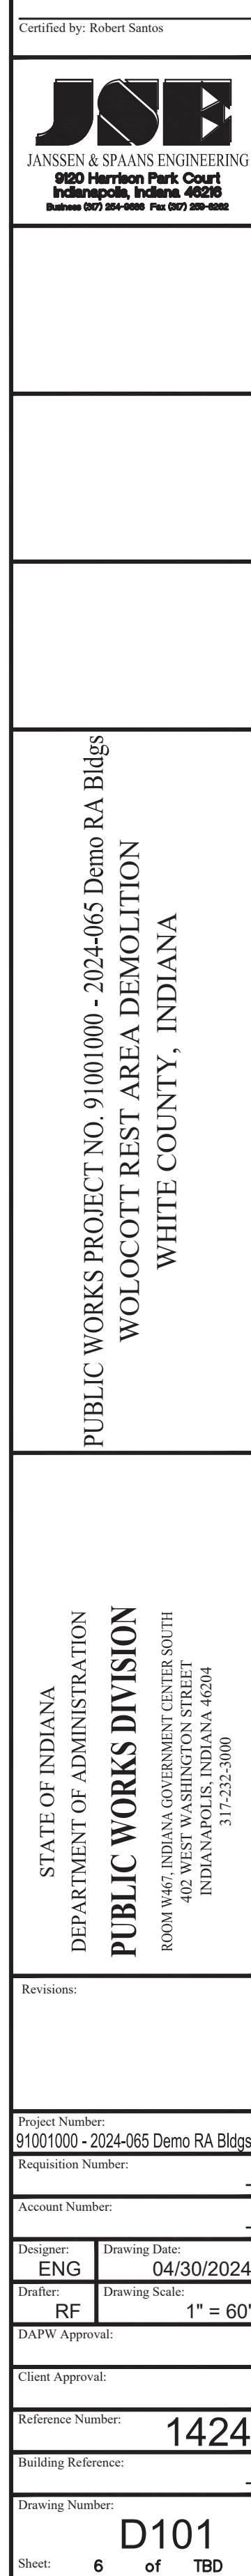 Certified by: Robert Santos
JSE
JANSSEN & SPAANS ENGINEERING
9120 Harrison Park Court
Indianapolis, Indiana 46216
Business (317) 254-9686 Fax (317) 259-8262
PUBLIC WORKS PROJECT NO. 91001000 - 2024-065 Demo RA Bldgs
WOLOCOTT REST AREA DEMOLITION
WHITE COUNTY, INDIANA
STATE OF INDIANA
DEPARTMENT OF ADMINISTRATION
PUBLIC WORKS DIVISION
ROOM W467, INDIANA GOVERNMENT CENTER SOUTH
402 WEST WASHINGTON STREET
INDIANAPOLIS, INDIANA 46204
317-232-3000
Revisions:
Project Number:
91001000 - 2024-065 Demo RA Bldgs
Requisition Number:
-
Account Number:
-
Designer: Drawing Date:
ENG 04/30/2024
Drafter: Drawing Scale:
RF 1" = 60'
DAPW Approval:
Client Approval:
Reference Number: 1424
Building Reference:
-
Drawing Number:
D101
Sheet: 6 of TBD